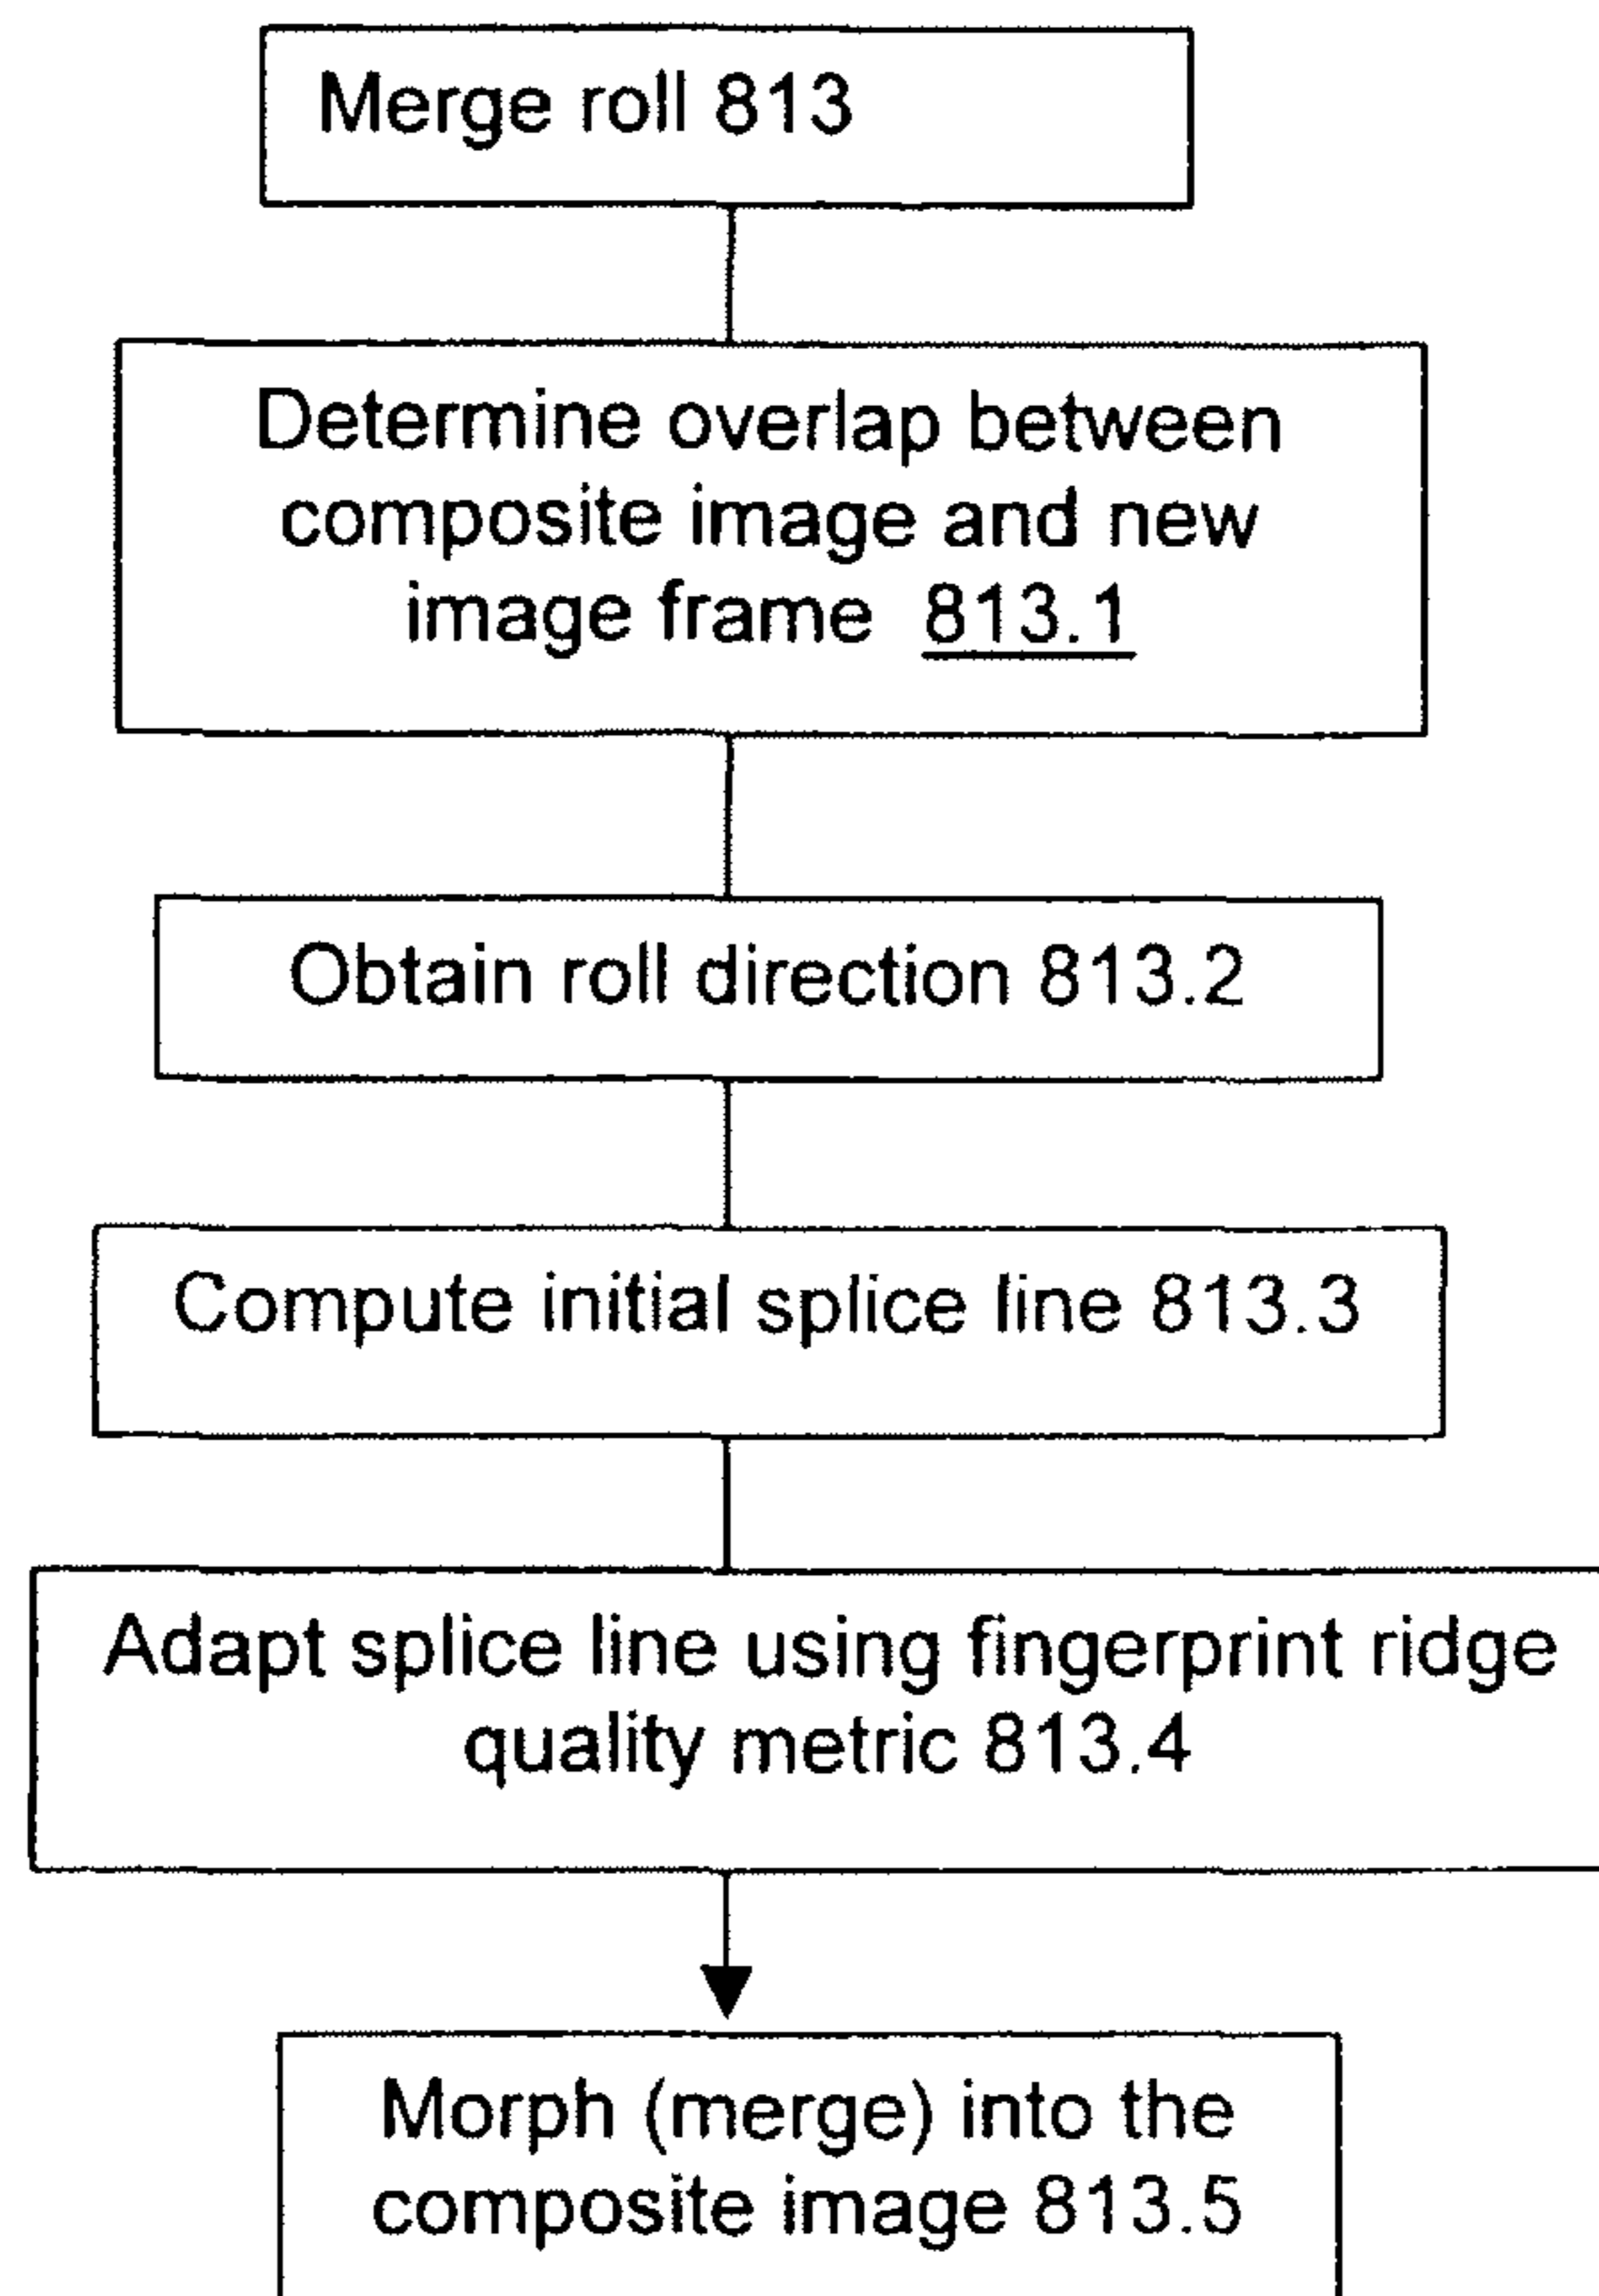 Merge roll 813
Determine overlap between
composite image and new
image frame 813.1
Obtain roll direction 813.2
Compute initial splice line 813.3
Adapt splice line using fingerprint ridge
quality metric 813.4
Morph (merge) into the
composite image 813.5